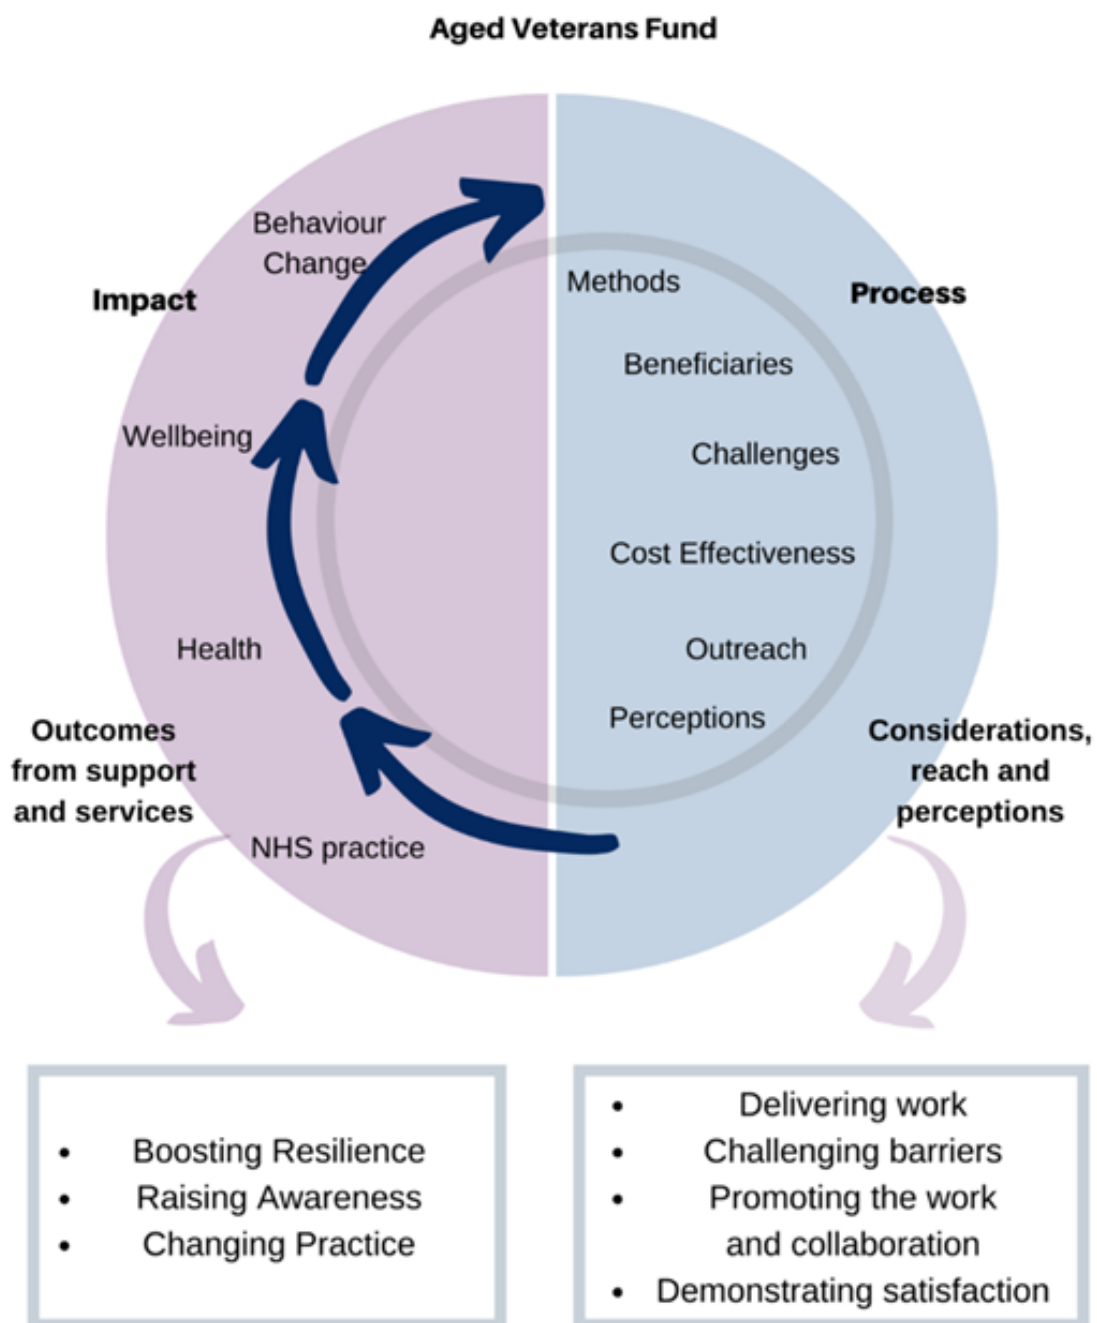 Aged Veterans Fund
Behaviour
Change
Impact
Wellbeing
Health
Outcomes
from support
and services
NHS practice
Methods
Process
Beneficiaries
Challenges
Cost Effectiveness
Outreach
Perceptions
Considerations,
reach and
perceptions
• Boosting Resilience
• Raising Awareness
• Changing Practice
• Delivering work
• Challenging barriers
• Promoting the work
and collaboration
• Demonstrating satisfaction